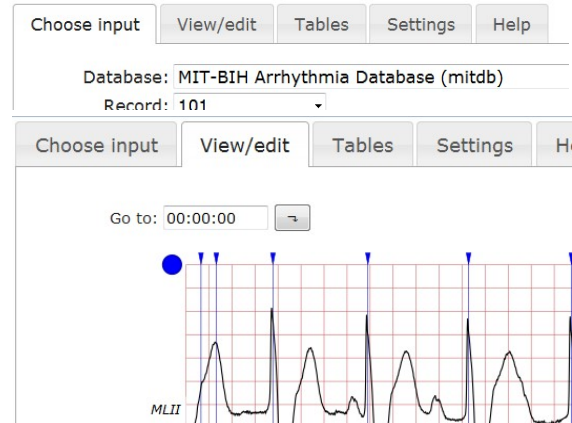 Choose input View/edit Tables Settings Help
Database: MIT-BIH Arrhythmia Database (mitdb)
Record: 101
Choose input View/edit Tables Settings
Go to: 00:00:00
MLII